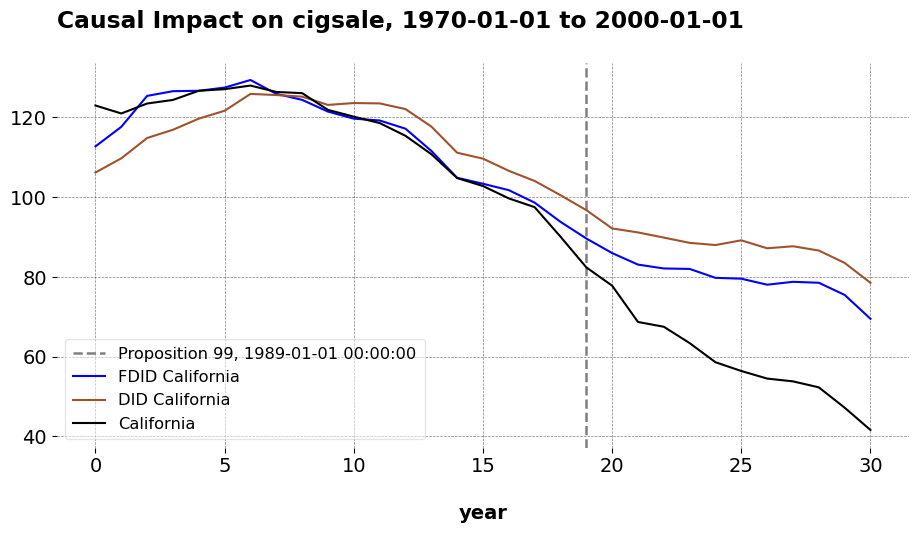 Causal Impact on cigsale, 1970-01-01 to 2000-01-01
120
100
80
60
40
Proposition 99, 1989-01-01 00:00:00
FDID California
DID California
California
0 5 10 15 20 25 30
year